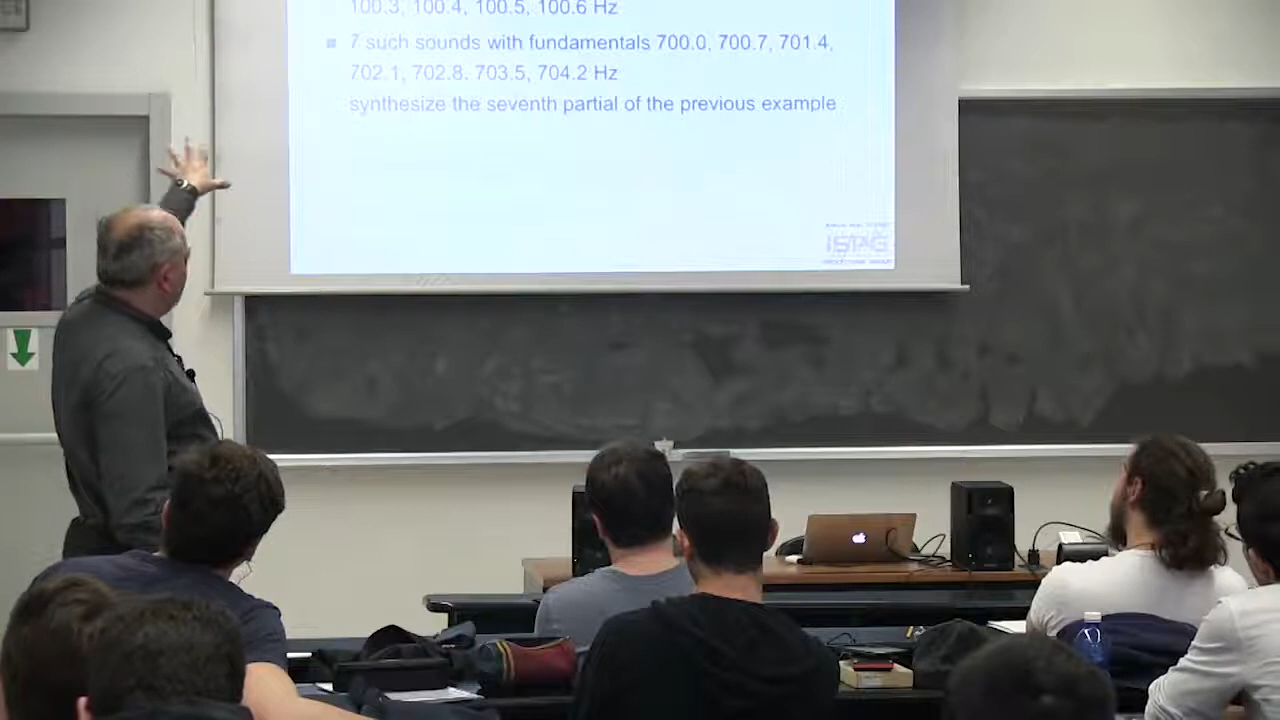 100.3, 100.4, 100.5, 100.6 Hz
7 such sounds with fundamentals 700.0, 700.7, 701.4,
702.1, 702.8. 703.5, 704.2 Hz
synthesize the seventh partial of the previous example